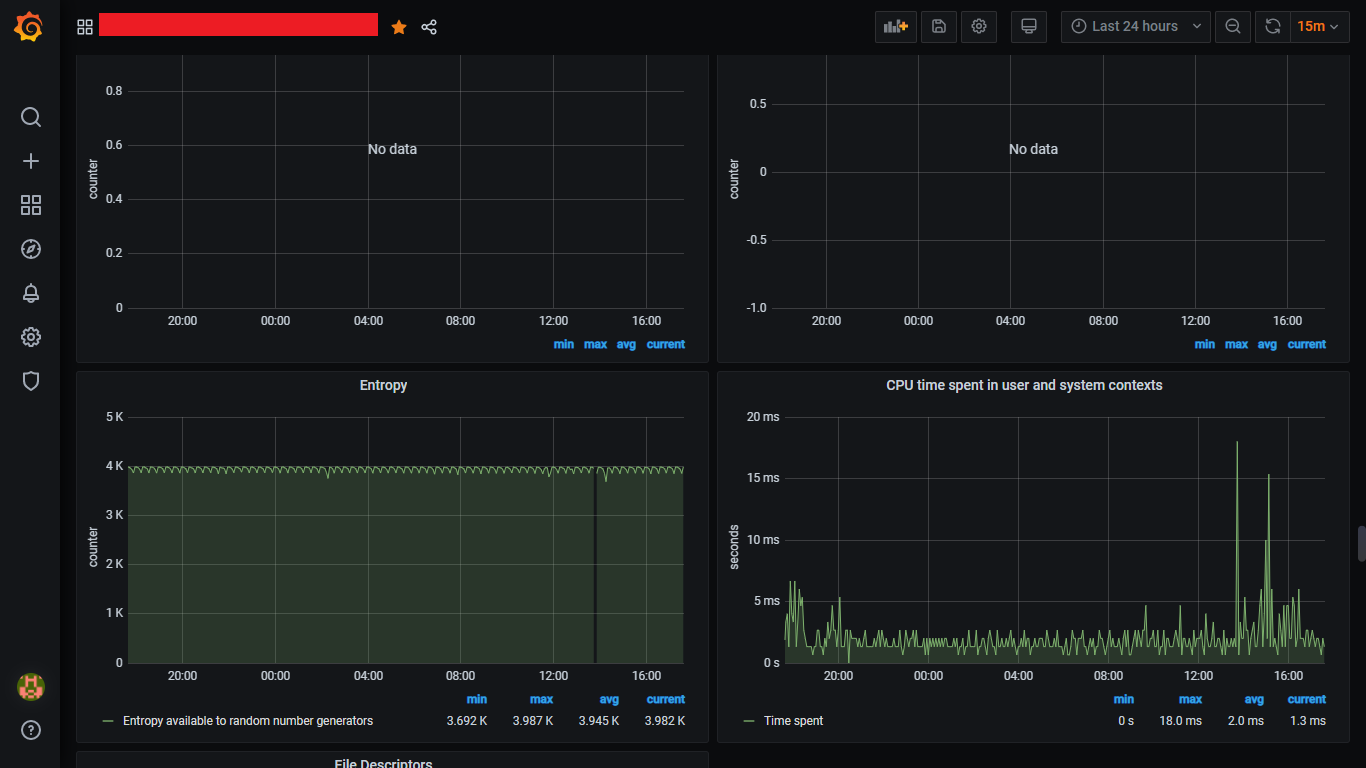 Last 24 hours
15m
0.8
0.6
0.4
0.2
0
counter
No data
20:00 00:00 04:00 08:00 12:00 16:00
min max avg current
0.5
0
-0.5
-1.0
counter
No data
20:00 00:00 04:00 08:00 12:00 16:00
min max avg current
Entropy
5 K
4 K
3 K
2 K
1 K
0
counter
20:00 00:00 04:00 08:00 12:00 16:00
min max avg current
Entropy available to random number generators 3.692 K 3.987 K 3.945 K 3.982 K
CPU time spent in user and system contexts
20 ms
15 ms
10 ms
5 ms
0 s
seconds
20:00 00:00 04:00 08:00 12:00 16:00
min max avg current
Time spent 0 s 18.0 ms 2.0 ms 1.3 ms
File Descriptors